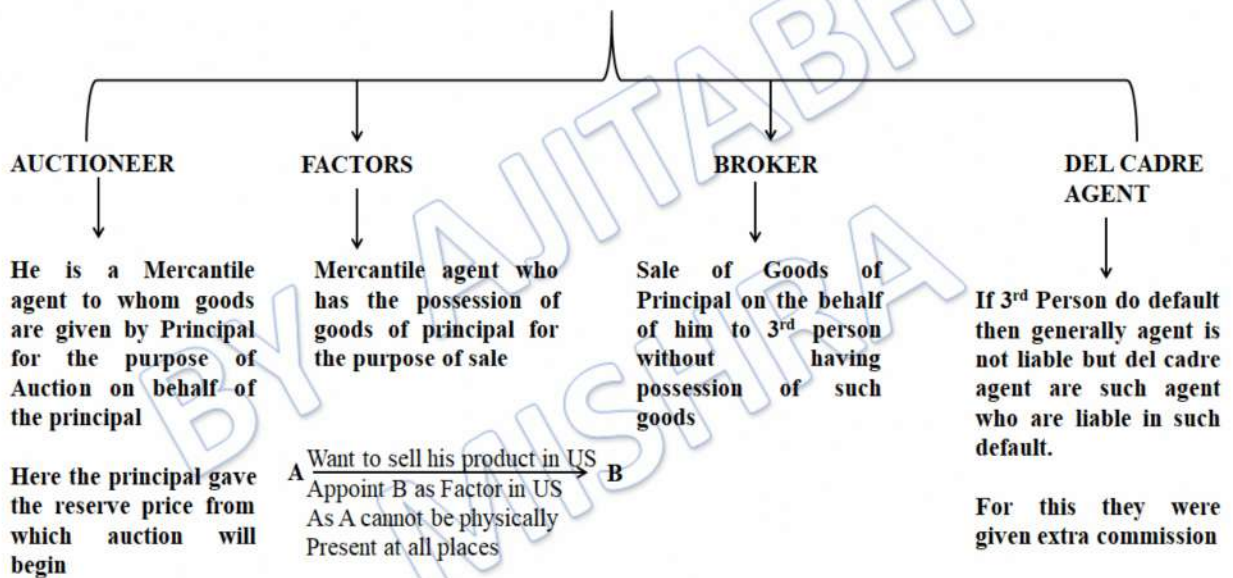 AUCTIONEER
He is a Mercantile
agent to whom goods
are given by Principal
for the purpose of
Auction on behalf of
the principal
Here the principal gave
the reserve price from
which auction will
begin
FACTORS
Mercantile agent who
has the possession of
goods of principal for
the purpose of sale
A Want to sell his product in US B
Appoint B as Factor in US
As A cannot be physically
Present at all places
BROKER
Sale of Goods of
Principal on the behalf
of him to 3rd person
without having
possession of such
goods
DEL CADRE
AGENT
If 3rd Person do default
then generally agent is
not liable but del cadre
agent are such agent
who are liable in such
default.
For this they were
given extra commission
BY AJITABH
MISHRA